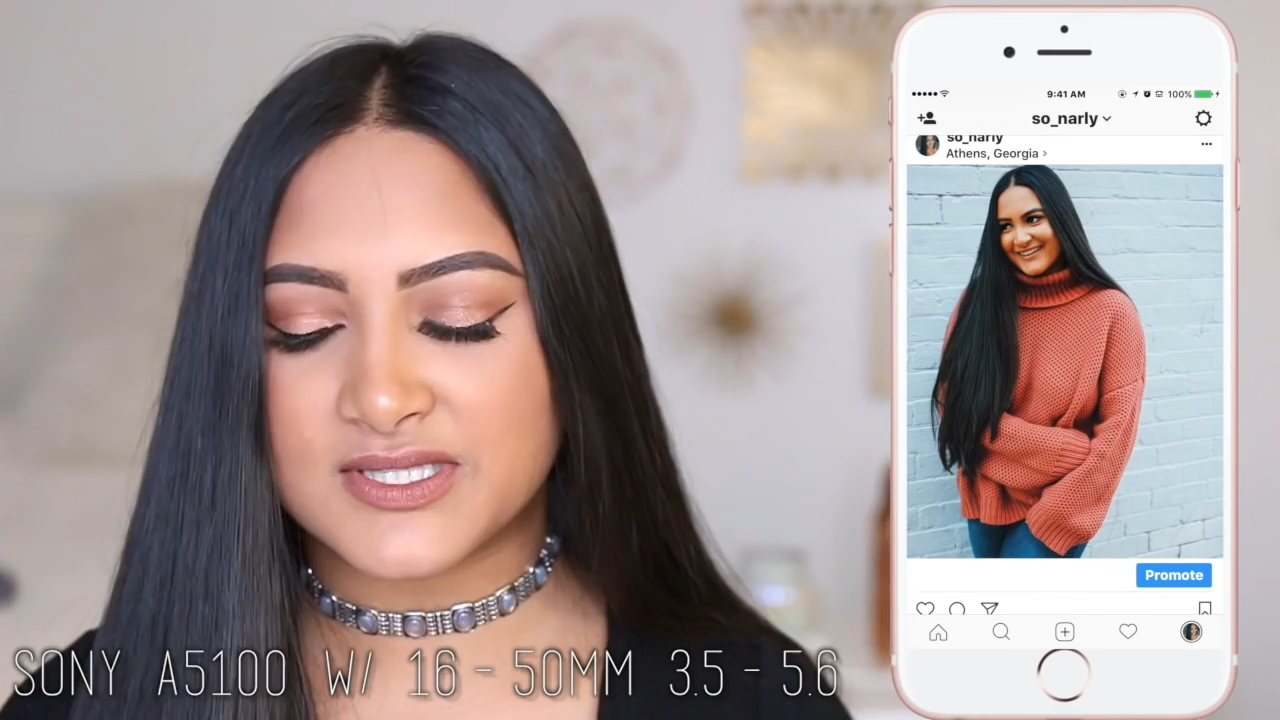 9:41 AM
100%
so_narly
so_narly
Athens, Georgia >
Promote
SONY A5100 W/ 16 - 50MM 3.5 - 5.6